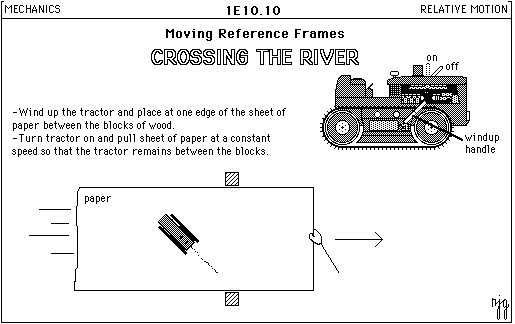 MECHANICS
1E10.10
RELATIVE MOTION
Moving Reference Frames
CROSSING THE RIVER
on
off
-Wind up the tractor and place at one edge of the sheet of
paper between the blocks of wood.
-Turn tractor on and pull sheet of paper at a constant
speed so that the tractor remains between the blocks.
windup
handle
paper